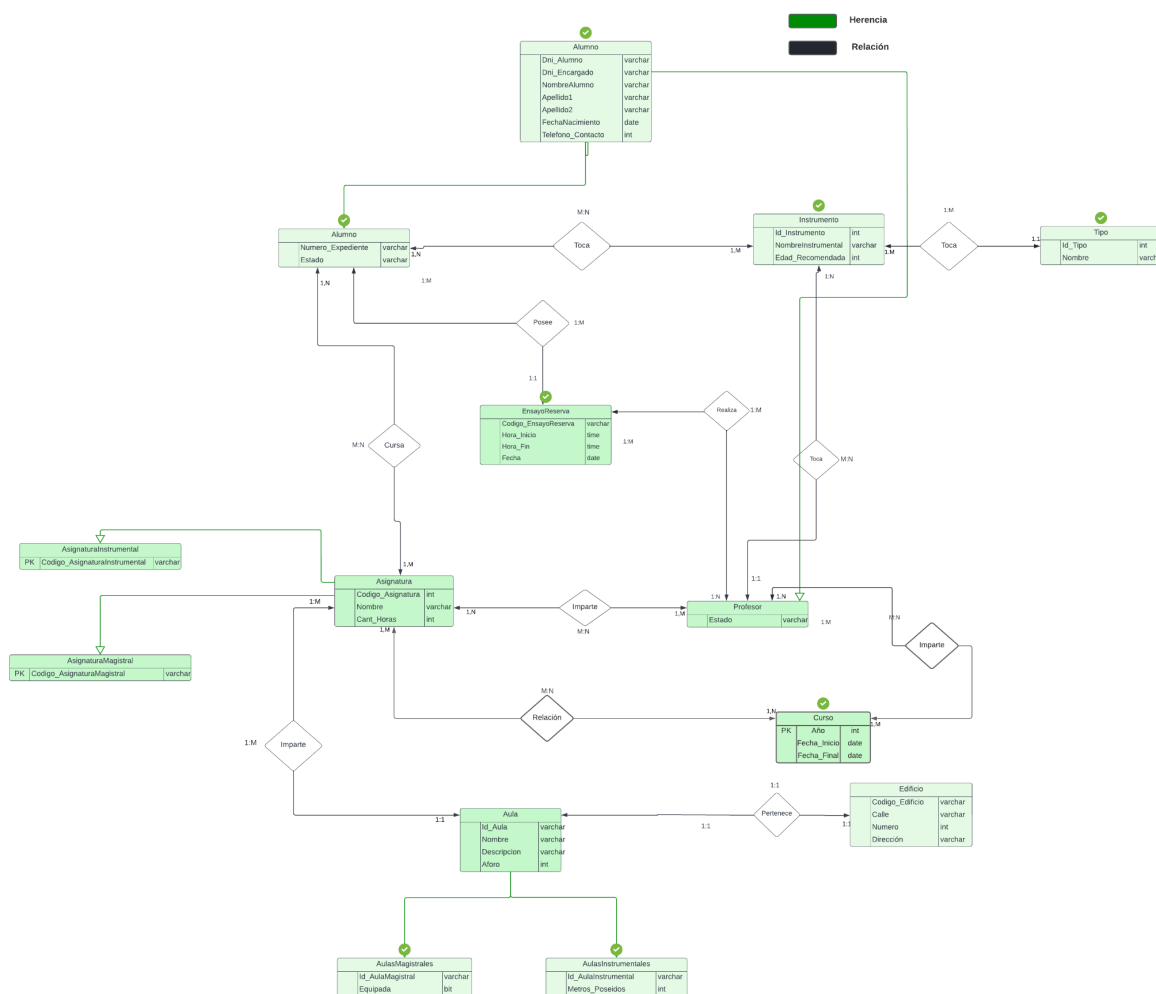 Herencia
Relación
Alumno
Dni_Alumno varchar
Dni_Encargado varchar
NombreAlumno varchar
Apellido1 varchar
Apellido2 varchar
FechaNacimiento date
Telefono_Contacto int
M:N
1:M
Alumno
Numero_Expediente varchar
Estado varchar
1,N
Toca
1,M
Instrumento
Id_Instrumento int
NombreInstrumental varchar
Edad_Recomendada int
1:M
Toca
1:1
Tipo
Id_Tipo int
Nombre varch
1,N
1:M
1:N
Posee
1:M
1:1
EnsayoReserva
Codigo_EnsayoReserva varchar
Hora_Inicio time
Hora_Fin time
Fecha date
Realiza
1:M
1:M
M:N
Cursa
Toca
M:N
AsignaturaInstrumental
PK Codigo_AsignaturaInstrumental varchar
1,M
1:1
Asignatura
Codigo_Asignatura int
Nombre varchar
Cant_Horas int
1:M
1,N
Imparte
M:N
1,M
1:N
1,N
Profesor
Estado varchar
1:M
M:N
Imparte
1,M
AsignaturaMagistral
PK Codigo_AsignaturaMagistral varchar
M:N
Relación
1,N
Curso
PK Año int
Fecha_Inicio date
Fecha_Final date
1,M
1:M
Imparte
1:1
Aula
Id_Aula varchar
Nombre varchar
Descripcion varchar
Aforo int
1:1
1:1
Pertenece
1:1
Edificio
Codigo_Edificio varchar
Calle varchar
Numero int
Dirección varchar
AulasMagistrales
Id_AulaMagistral varchar
Equipada bit
AulasInstrumentales
Id_AulaInstrumental varchar
Metros_Poseidos int